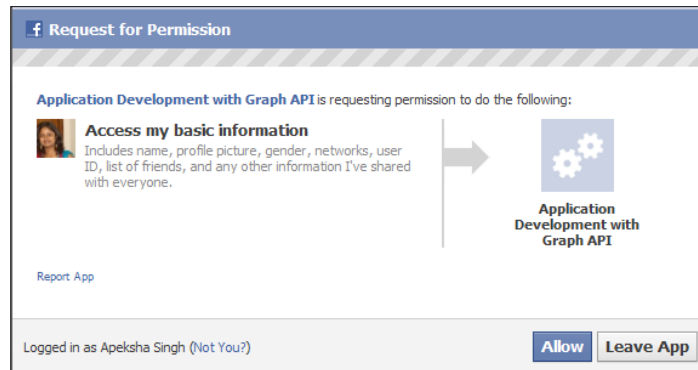 f Request for Permission
Application Development with Graph API is requesting permission to do the following:
Access my basic information
Includes name, profile picture, gender, networks, user
ID, list of friends, and any other information I've shared
with everyone.
Application
Development with
Graph API
Report App
Logged in as Apeksha Singh (Not You?)
Allow
Leave App